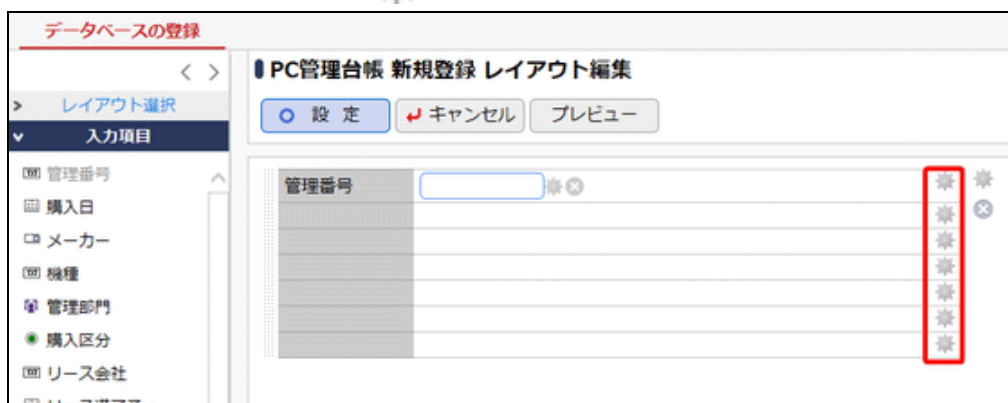 データベースの登録
< >
> レイアウト選択
入力項目
管理番号
購入日
メーカー
機種
管理部門
購入区分
リース会社
PC管理台帳 新規登録 レイアウト編集
設 定
キャンセル
プレビュー
管理番号